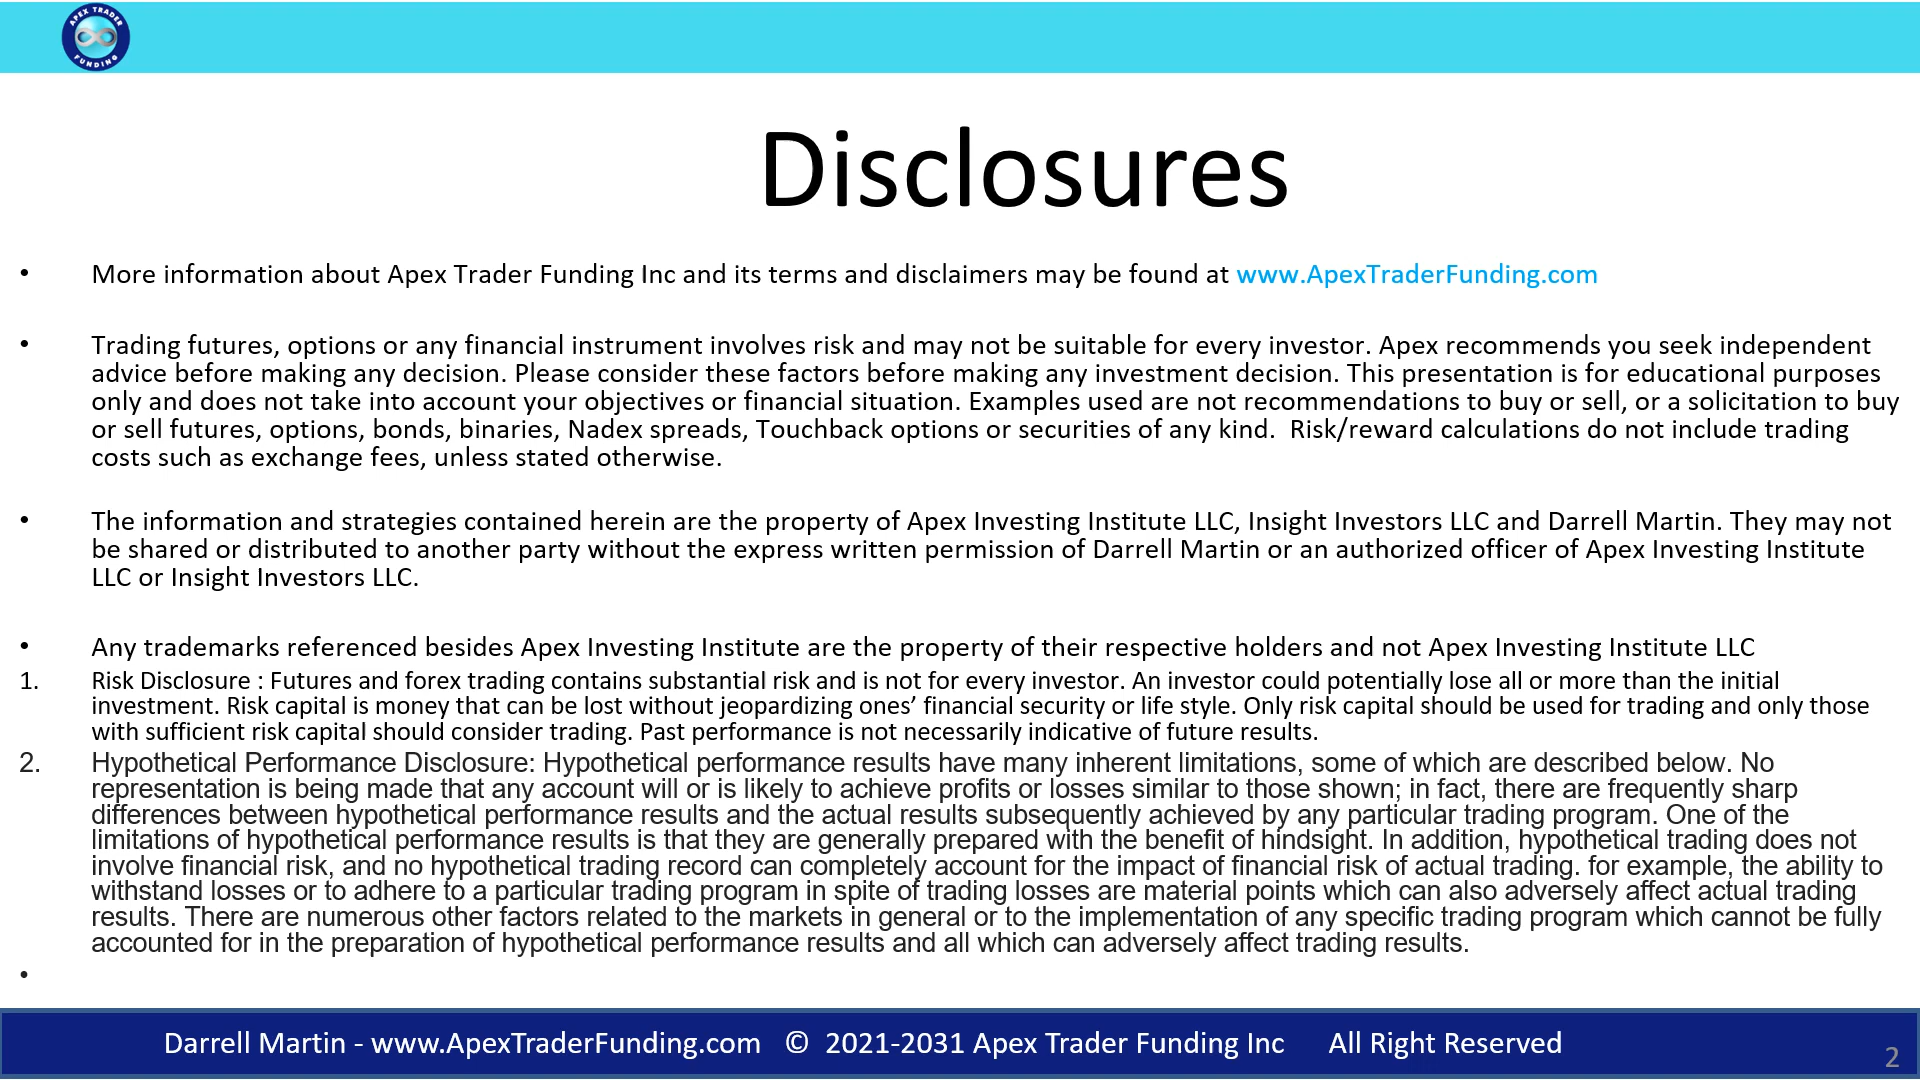 APEX TRADER
FUNDING
Disclosures
• More information about Apex Trader Funding Inc and its terms and disclaimers may be found at www.ApexTraderFunding.com
• Trading futures, options or any financial instrument involves risk and may not be suitable for every investor. Apex recommends you seek independent
advice before making any decision. Please consider these factors before making any investment decision. This presentation is for educational purposes
only and does not take into account your objectives or financial situation. Examples used are not recommendations to buy or sell, or a solicitation to buy
or sell futures, options, bonds, binaries, Nadex spreads, Touchback options or securities of any kind.  Risk/reward calculations do not include trading
costs such as exchange fees, unless stated otherwise.
• The information and strategies contained herein are the property of Apex Investing Institute LLC, Insight Investors LLC and Darrell Martin. They may not
be shared or distributed to another party without the express written permission of Darrell Martin or an authorized officer of Apex Investing Institute
LLC or Insight Investors LLC.
• Any trademarks referenced besides Apex Investing Institute are the property of their respective holders and not Apex Investing Institute LLC
1. Risk Disclosure : Futures and forex trading contains substantial risk and is not for every investor. An investor could potentially lose all or more than the initial
investment. Risk capital is money that can be lost without jeopardizing ones’ financial security or life style. Only risk capital should be used for trading and only those
with sufficient risk capital should consider trading. Past performance is not necessarily indicative of future results.
2. Hypothetical Performance Disclosure: Hypothetical performance results have many inherent limitations, some of which are described below. No
representation is being made that any account will or is likely to achieve profits or losses similar to those shown; in fact, there are frequently sharp
differences between hypothetical performance results and the actual results subsequently achieved by any particular trading program. One of the
limitations of hypothetical performance results is that they are generally prepared with the benefit of hindsight. In addition, hypothetical trading does not
involve financial risk, and no hypothetical trading record can completely account for the impact of financial risk of actual trading. for example, the ability to
withstand losses or to adhere to a particular trading program in spite of trading losses are material points which can also adversely affect actual trading
results. There are numerous other factors related to the markets in general or to the implementation of any specific trading program which cannot be fully
accounted for in the preparation of hypothetical performance results and all which can adversely affect trading results.
•
Darrell Martin - www.ApexTraderFunding.com © 2021-2031 Apex Trader Funding Inc All Right Reserved
2